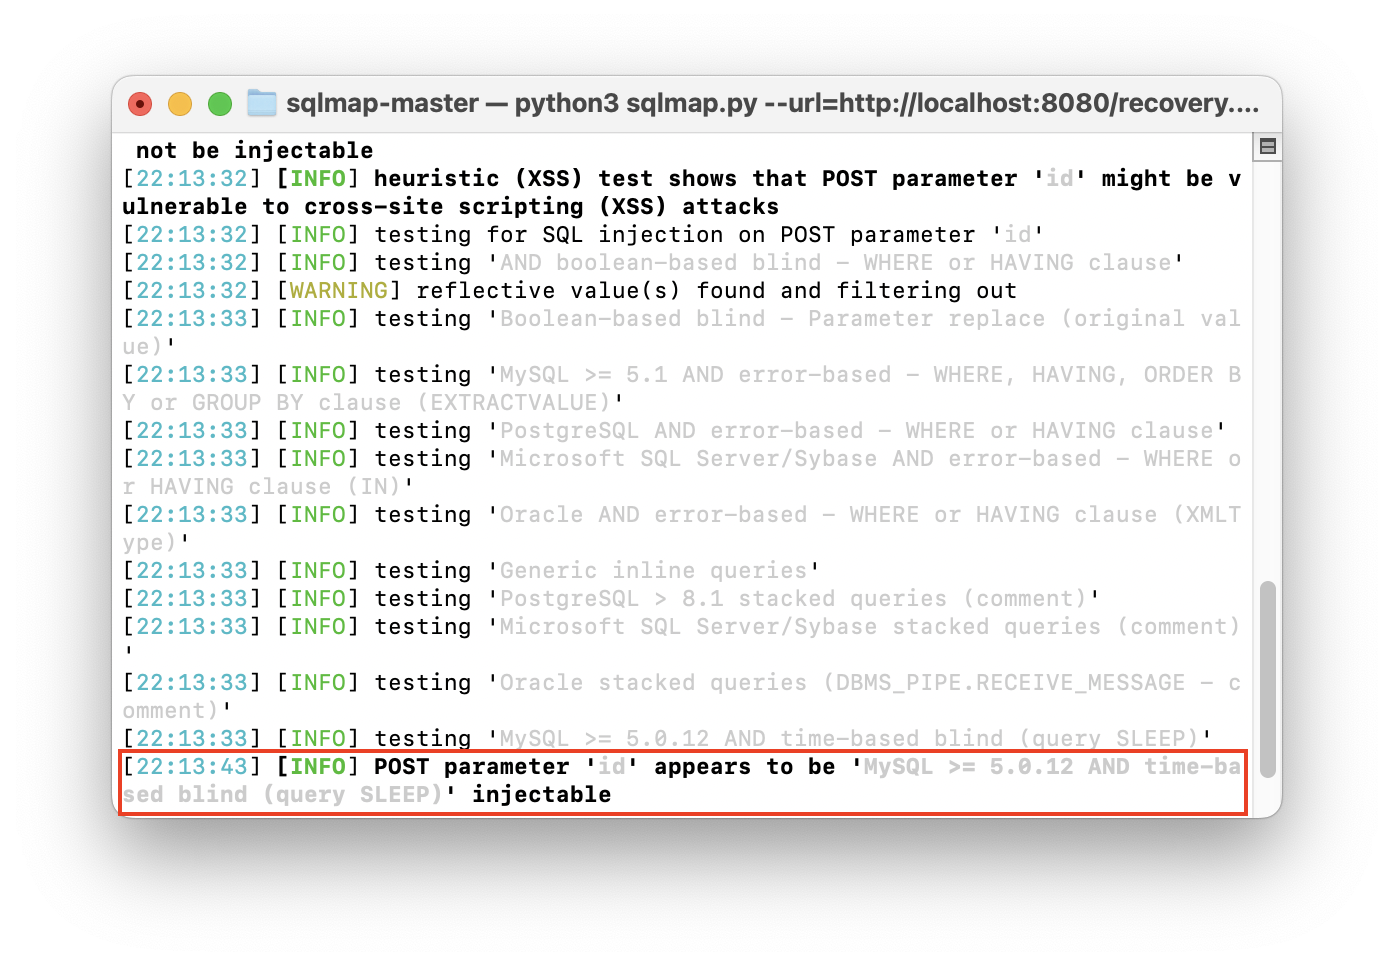 sqlmap-master — python3 sqlmap.py --url=http://localhost:8080/recovery....
not be injectable
[22:13:32] [INFO] heuristic (XSS) test shows that POST parameter 'id' might be v
ulnerable to cross-site scripting (XSS) attacks
[22:13:32] [INFO] testing for SQL injection on POST parameter 'id'
[22:13:32] [INFO] testing 'AND boolean-based blind - WHERE or HAVING clause'
[22:13:32] [WARNING] reflective value(s) found and filtering out
[22:13:33] [INFO] testing 'Boolean-based blind - Parameter replace (original val
ue)'
[22:13:33] [INFO] testing 'MySQL >= 5.1 AND error-based - WHERE, HAVING, ORDER B
Y or GROUP BY clause (EXTRACTVALUE)'
[22:13:33] [INFO] testing 'PostgreSQL AND error-based - WHERE or HAVING clause'
[22:13:33] [INFO] testing 'Microsoft SQL Server/Sybase AND error-based - WHERE o
r HAVING clause (IN)'
[22:13:33] [INFO] testing 'Oracle AND error-based - WHERE or HAVING clause (XMLT
ype)'
[22:13:33] [INFO] testing 'Generic inline queries'
[22:13:33] [INFO] testing 'PostgreSQL > 8.1 stacked queries (comment)'
[22:13:33] [INFO] testing 'Microsoft SQL Server/Sybase stacked queries (comment)
'
[22:13:33] [INFO] testing 'Oracle stacked queries (DBMS_PIPE.RECEIVE_MESSAGE - c
omment)'
[22:13:33] [INFO] testing 'MySQL >= 5.0.12 AND time-based blind (query SLEEP)'
[22:13:43] [INFO] POST parameter 'id' appears to be 'MySQL >= 5.0.12 AND time-ba
sed blind (query SLEEP)' injectable